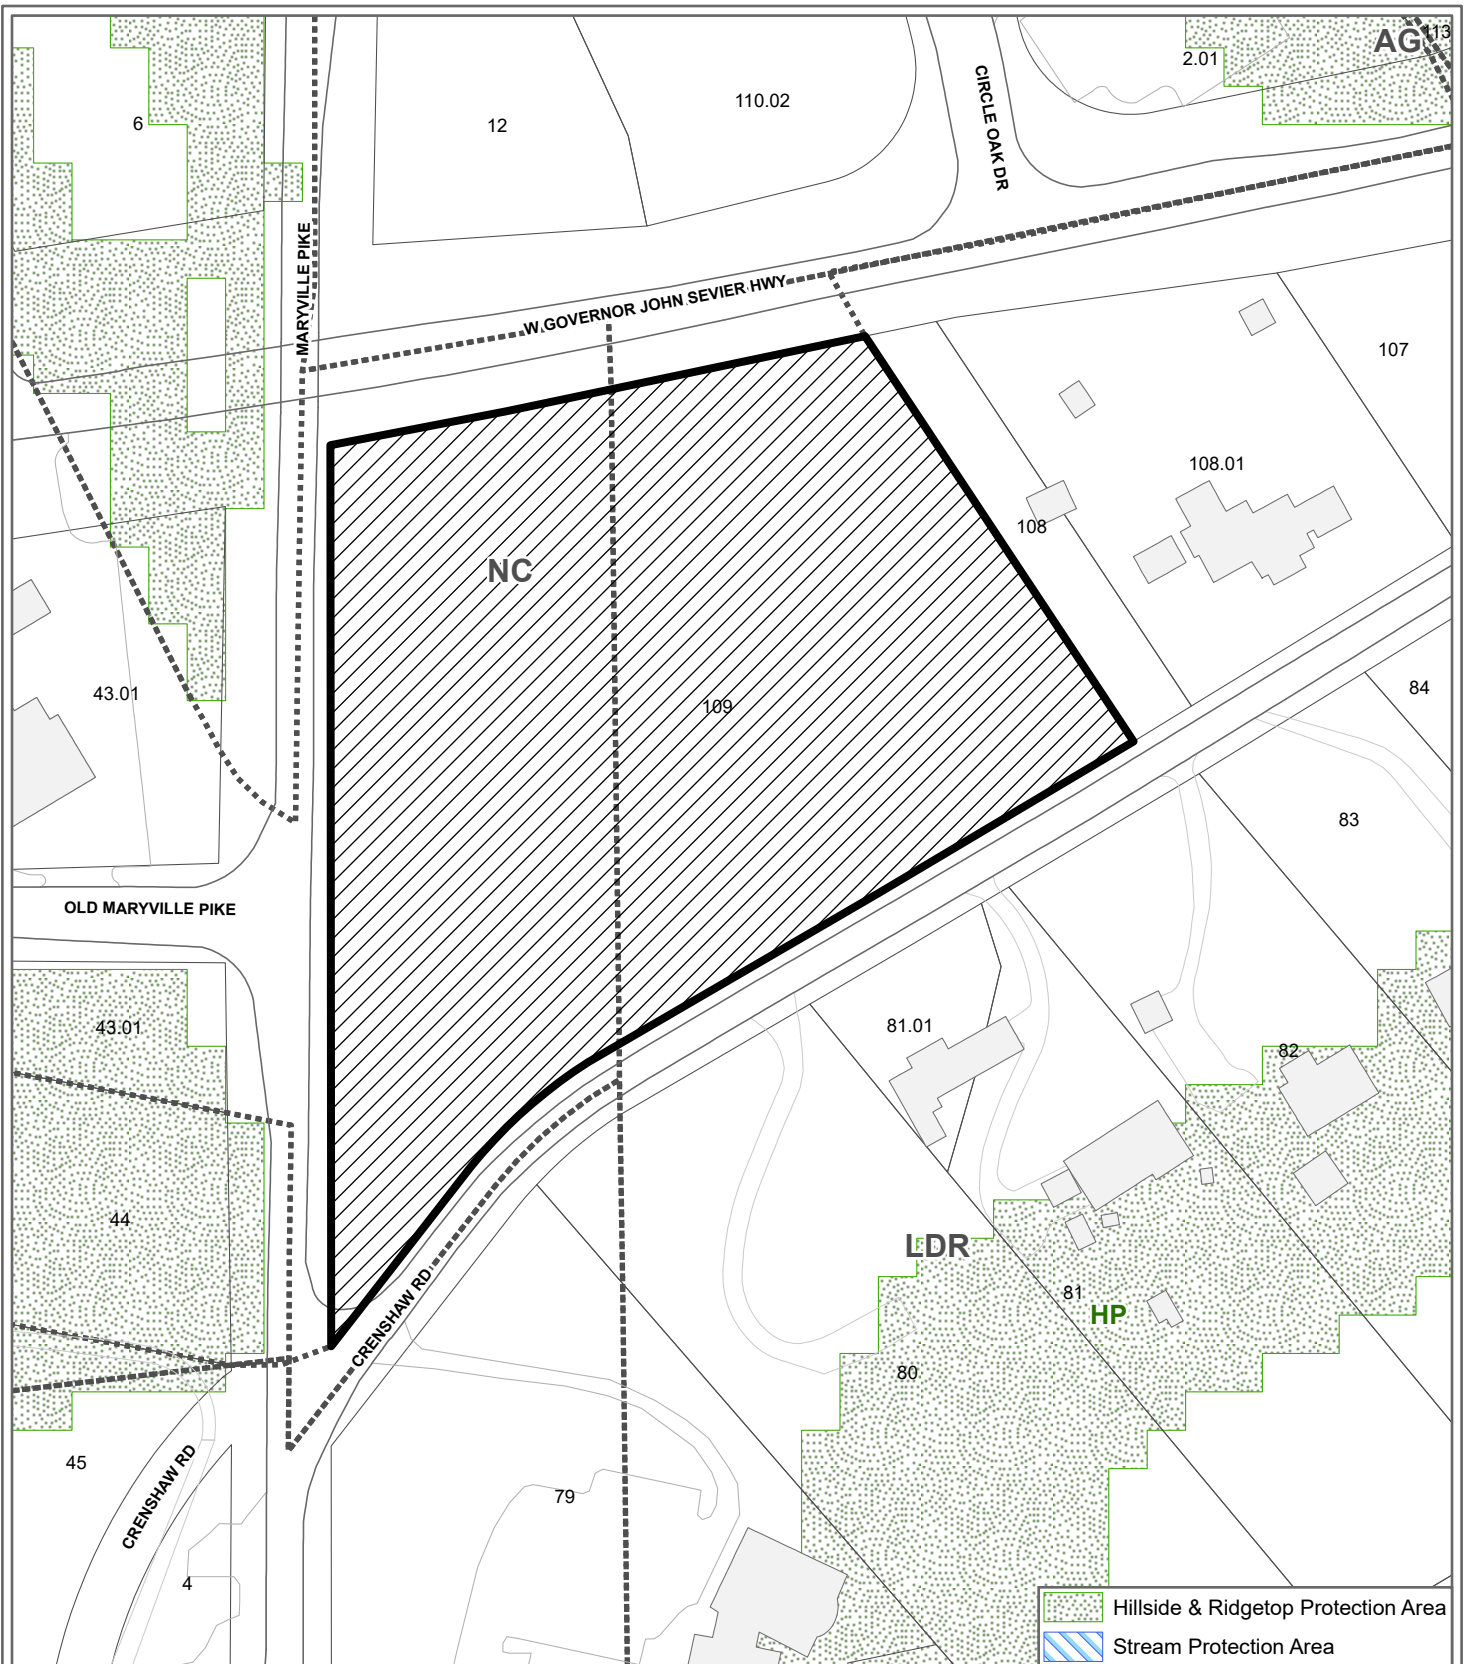 AG
113
2.01
6
12
110.02
CIRCLE OAK DR
MARYVILLE PIKE
W GOVERNOR JOHN SEVIER HWY
107
108.01
108
NC
43.01
109
84
83
OLD MARYVILLE PIKE
43.01
81.01
82
44
LDR
81
HP
CRENSHAW RD
80
45
CRENSHAW RD
79
4
Hillside & Ridgetop Protection Area
Stream Protection Area